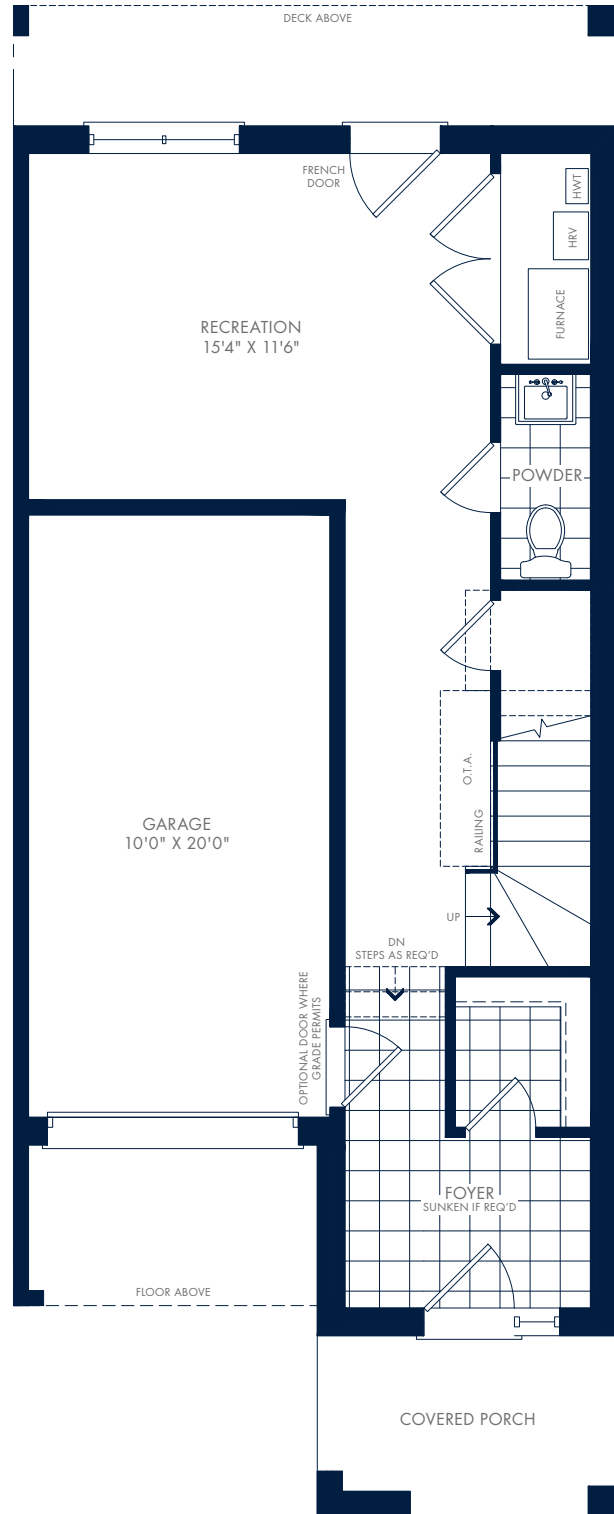 DECK ABOVE
FRENCH
DOOR
HWT
HRV
FURNACE
RECREATION
15'4" X 11'6"
POWDER
O.T.A.
RAILING
GARAGE
10'0" X 20'0"
UP
DN
STEPS AS REQ'D
OPTIONAL DOOR WHERE
GRADE PERMITS
FOYER
SUNKEN IF REQ'D
FLOOR ABOVE
COVERED PORCH